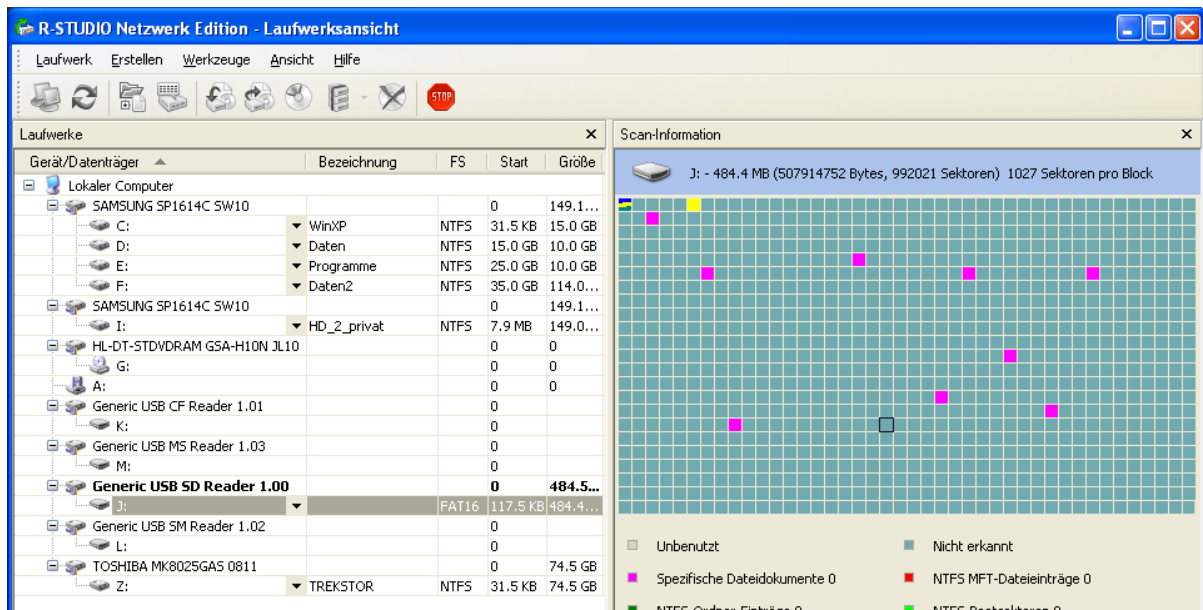 R-STUDIO Netzwerk Edition - Laufwerksansicht
Laufwerk Erstellen Werkzeuge Ansicht Hilfe
STOP
Laufwerke
Gerät/Datenträger Bezeichnung FS Start Größe
Lokaler Computer
SAMSUNG SP1614C SW10 0 149.1...
C: WinXP NTFS 31.5 KB 15.0 GB
D: Daten NTFS 15.0 GB 10.0 GB
E: Programme NTFS 25.0 GB 10.0 GB
F: Daten2 NTFS 35.0 GB 114.0...
SAMSUNG SP1614C SW10 0 149.1...
I: HD_2_privat NTFS 7.9 MB 149.0...
HL-DT-STDVDRAM GSA-H10N JL10 0 0
G: 0 0
A: 0 0
Generic USB CF Reader 1.01 0
K: 0
Generic USB MS Reader 1.03 0
M: 0
Generic USB SD Reader 1.00 0 484.5...
J: FAT16 117.5 KB 484.4...
Generic USB SM Reader 1.02 0
L: 0
TOSHIBA MK8025GAS 0811 0 74.5 GB
Z: TREKSTOR NTFS 31.5 KB 74.5 GB
Scan-Information
J: - 484.4 MB (507914752 Bytes, 992021 Sektoren) 1027 Sektoren pro Block
Unbenutzt
Nicht erkannt
Spezifische Dateidokumente 0
NTFS MFT-Dateieinträge 0
NTFS Ordner-Einträge 0
NTFS Bootsektoren 0